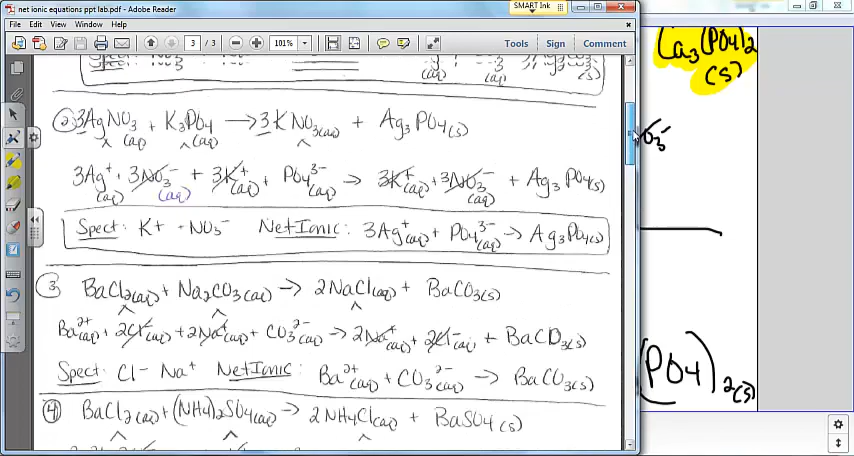 net ionic equations ppt lab.pdf - Adobe Reader
SMART Ink
File Edit View Window Help
3 / 3 101% Tools Sign Comment
(aq) (aq) (s)
② 3AgNO3 (aq) + K3PO4 (aq) → 3KNO3(aq) + Ag3PO4(s)
3Ag+ (aq) + 3NO3- (aq) + 3K+ (aq) + PO4 3- (aq) → 3K+ (aq) + 3NO3- (aq) + Ag3PO4(s)
Spect: K+ - NO3- Net Ionic: 3Ag+ (aq) + PO4 3- (aq) → Ag3PO4(s)
③ BaCl2(aq) + Na2CO3(aq) → 2NaCl(aq) + BaCO3(s)
Ba2+ (aq) + 2Cl- (aq) + 2Na+ (aq) + CO3 2- (aq) → 2Na+ (aq) + 2Cl- (aq) + BaCO3(s)
Spect: Cl- Na+ Net Ionic: Ba2+ (aq) + CO3 2- (aq) → BaCO3(s)
④ BaCl2(aq) + (NH4)2SO4(aq) → 2NH4Cl(aq) + BaSO4(s)
Ca3(PO4)2
(s)
NO3-
(PO4)2(s)